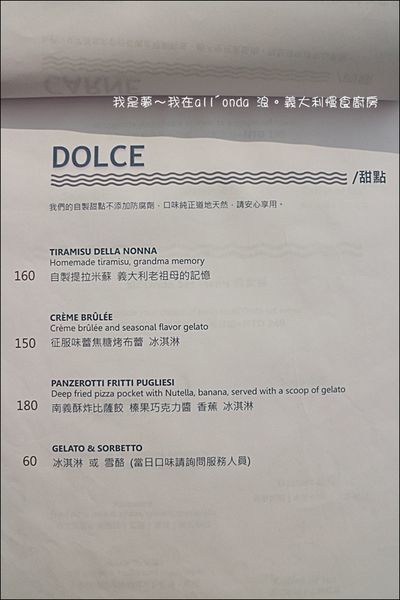 我是夢～我在all´onda 浪。義大利慢食廚房
DOLCE
/甜點
我們的自製甜點不添加防腐劑，口味純正道地天然，請安心享用。
TIRAMISU DELLA NONNA
Homemade tiramisu, grandma memory
160 自製提拉米蘇 義大利老祖母的記憶
CRÈME BRÛLÉE
Crème brûlée and seasonal flavor gelato
150 征服味蕾焦糖烤布蕾 冰淇淋
PANZEROTTI FRITTI PUGLIESI
Deep fried pizza pocket with Nutella, banana, served with a scoop of gelato
180 南義酥炸比薩餃 榛果巧克力醬 香蕉 冰淇淋
GELATO & SORBETTO
60 冰淇淋 或 雪酪 (當日口味請詢問服務人員)